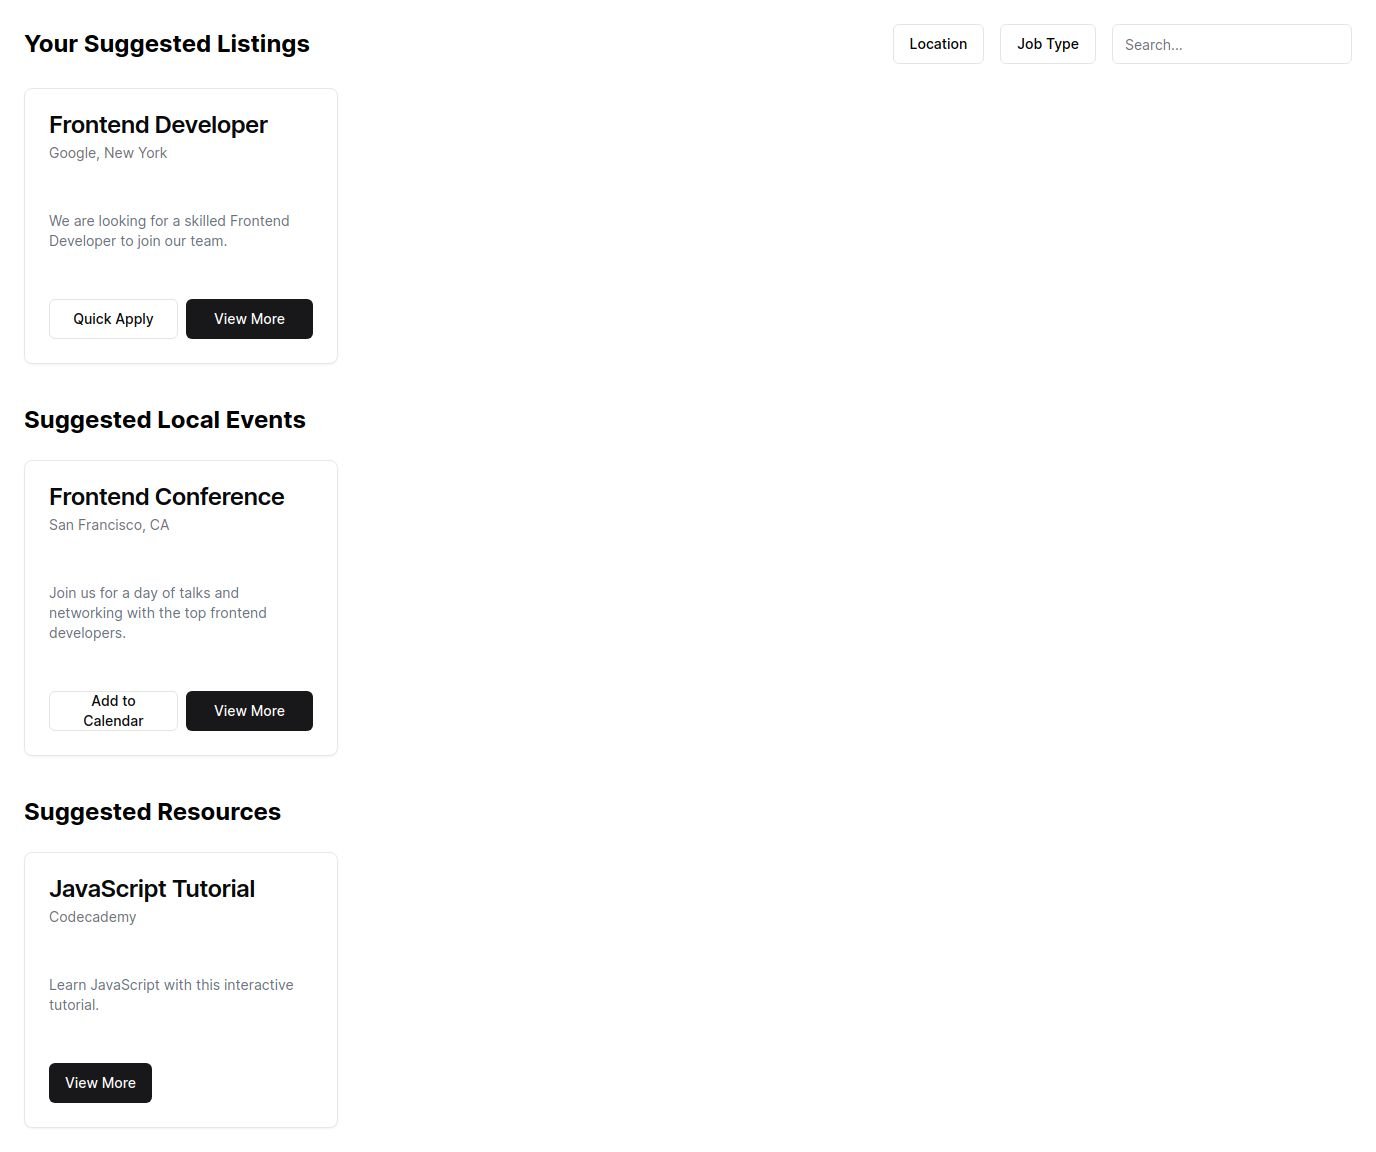 Your Suggested Listings
Location
Job Type
Search...
Frontend Developer
Google, New York
We are looking for a skilled Frontend
Developer to join our team.
Quick Apply
View More
Suggested Local Events
Frontend Conference
San Francisco, CA
Join us for a day of talks and
networking with the top frontend
developers.
Add to
Calendar
View More
Suggested Resources
JavaScript Tutorial
Codecademy
Learn JavaScript with this interactive
tutorial.
View More